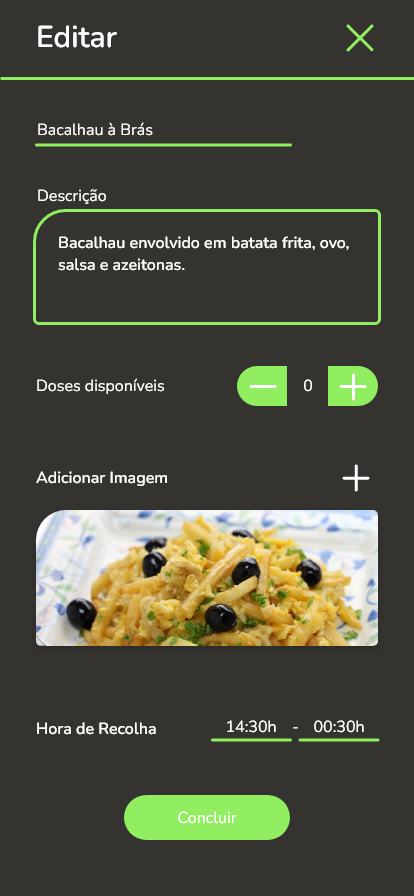 Editar
Bacalhau à Brás
Descrição
Bacalhau envolvido em batata frita, ovo,
salsa e azeitonas.
Doses disponíveis
0
Adicionar Imagem
Hora de Recolha
14:30h - 00:30h
Concluir